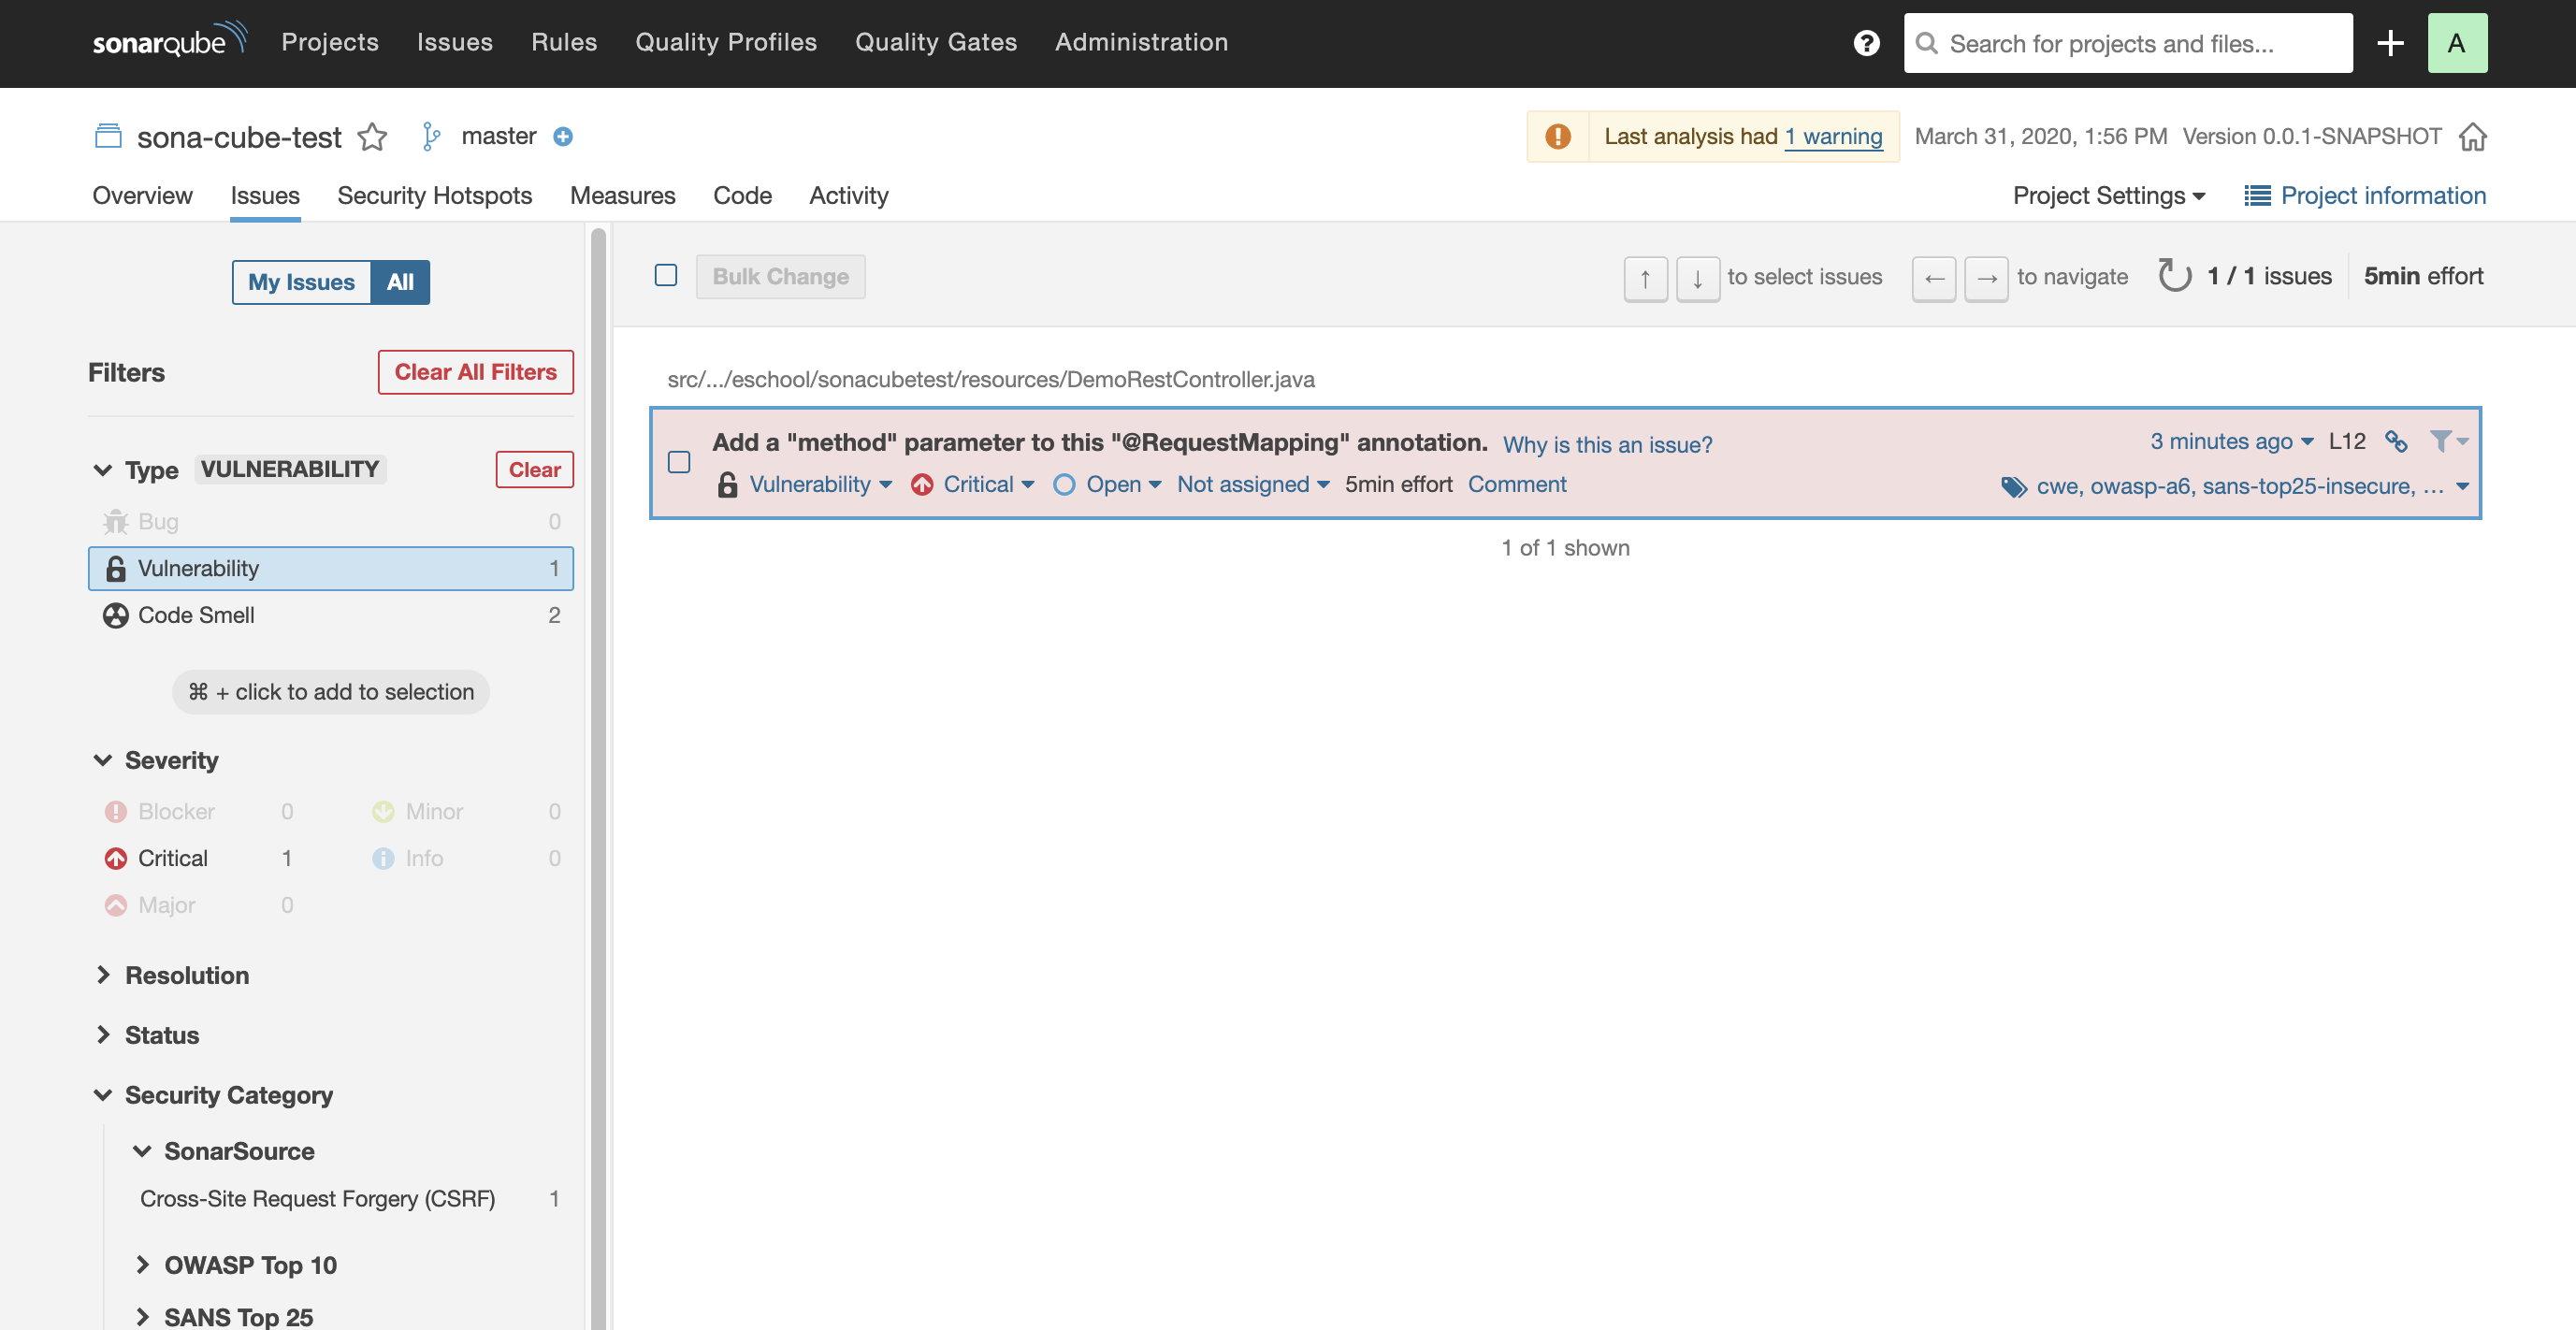 sonarqube Projects Issues Rules Quality Profiles Quality Gates Administration ? Search for projects and files... + A
sona-cube-test master Last analysis had 1 warning March 31, 2020, 1:56 PM Version 0.0.1-SNAPSHOT
Overview Issues Security Hotspots Measures Code Activity Project Settings Project information
My Issues All
Bulk Change ↑ ↓ to select issues ← → to navigate 1 / 1 issues 5min effort
Filters Clear All Filters
Type VULNERABILITY Clear
Bug 0
Vulnerability 1
Code Smell 2
⌘ + click to add to selection
Severity
Blocker 0 Minor 0
Critical 1 Info 0
Major 0
Resolution
Status
Security Category
SonarSource
Cross-Site Request Forgery (CSRF) 1
OWASP Top 10
SANS Top 25
src/.../eschool/sonacubetest/resources/DemoRestController.java
Add a "method" parameter to this "@RequestMapping" annotation. Why is this an issue? 3 minutes ago L12
Vulnerability Critical Open Not assigned 5min effort Comment cwe, owasp-a6, sans-top25-insecure, ...
1 of 1 shown